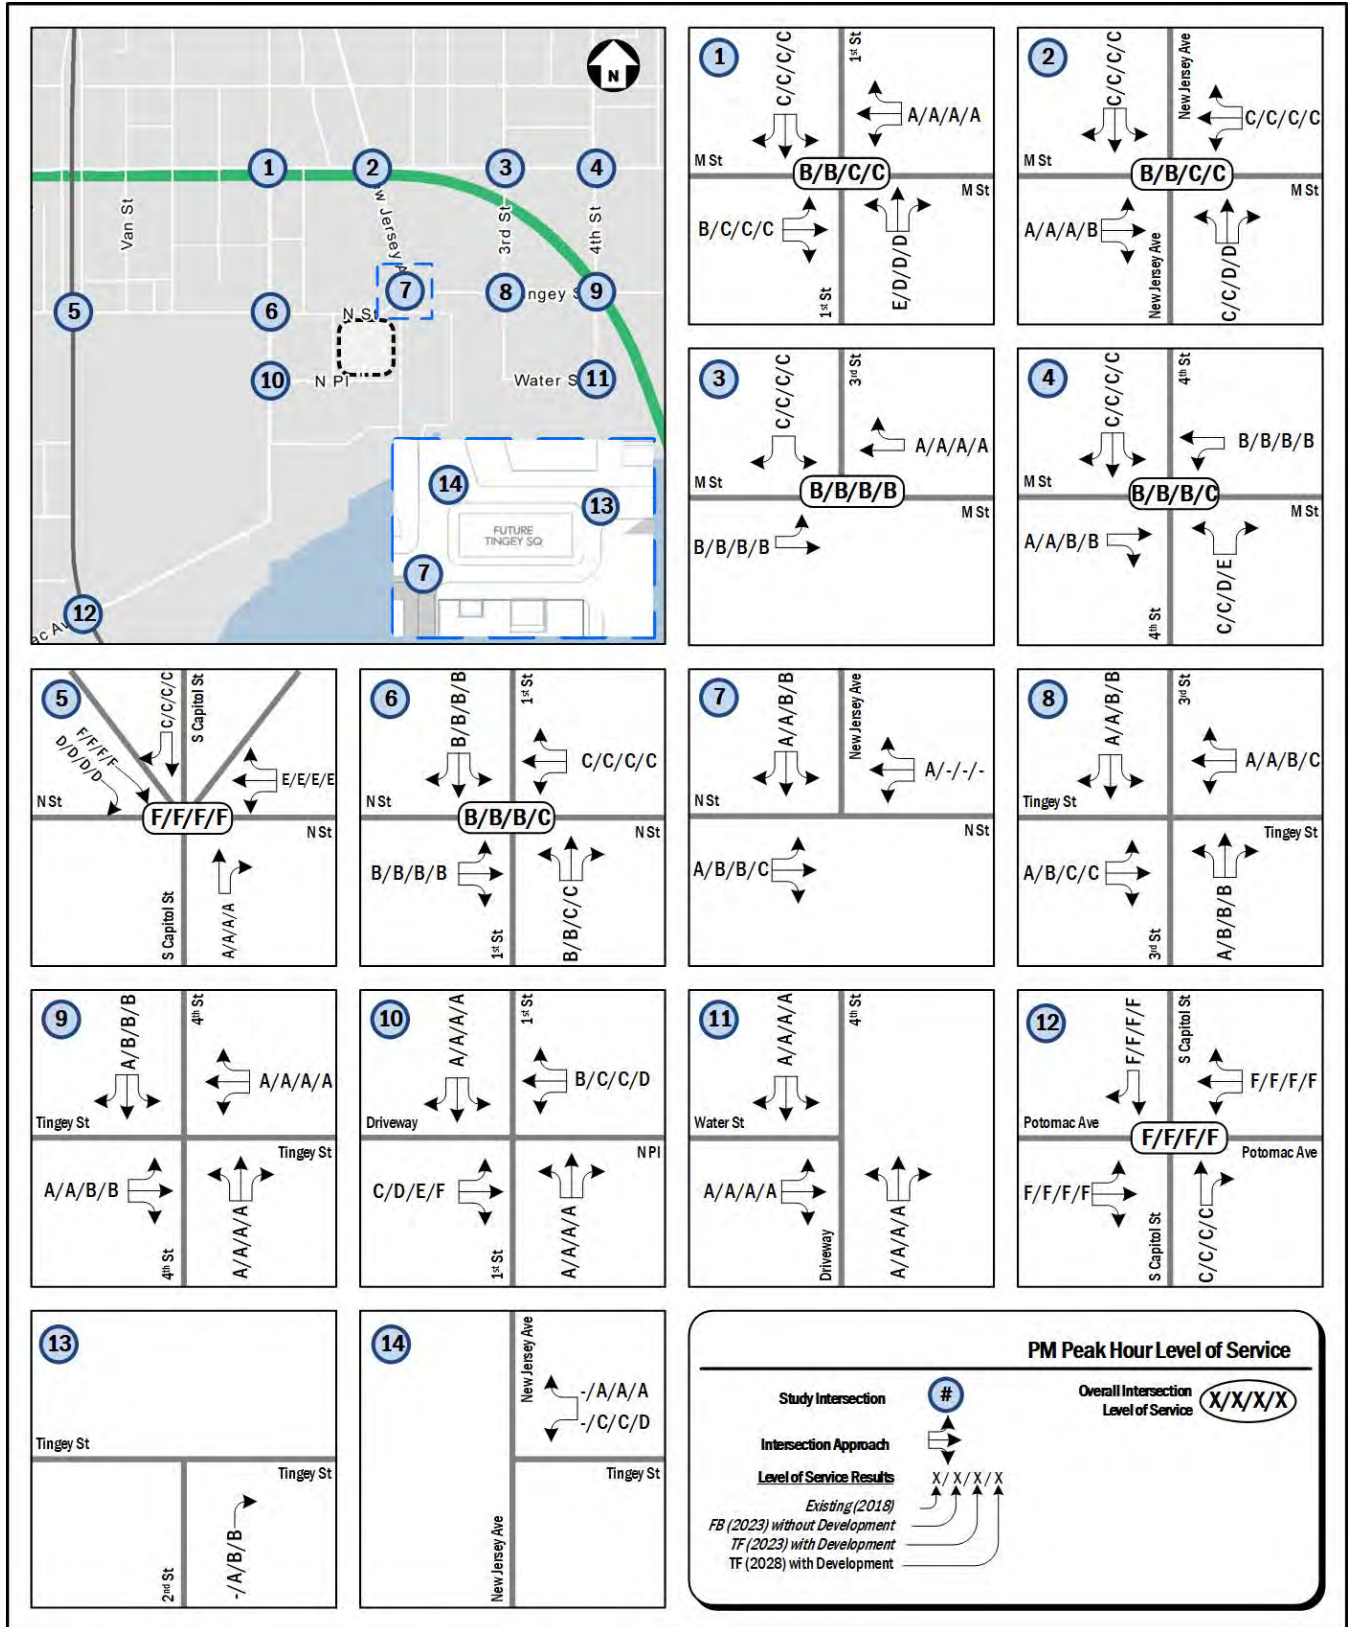 N
1
2
3
4
Van St
w Jersey A
3rd St
4th St
5
6
7
8
ngey S
9
N St
10
N Pl
Water S
11
14
13
FUTURE
TINGEY SQ
7
12
ac Av
1
C/C/C/C
1st St
A/A/A/A
M St
B/B/C/C
M St
B/C/C/C
1st St
E/D/D/D
2
C/C/C/C
New Jersey Ave
C/C/C/C
M St
B/B/C/C
M St
A/A/A/B
New Jersey Ave
C/C/D/D
3
C/C/C/C
3rd St
A/A/A/A
M St
B/B/B/B
M St
B/B/B/B
4
C/C/C/C
4th St
B/B/B/B
M St
B/B/B/C
M St
A/A/B/B
4th St
C/C/D/E
5
C/C/C/C
S Capitol St
F/F/F/F
D/D/D/D
E/E/E/E
N St
F/F/F/F
N St
S Capitol St
A/A/A/A
6
B/B/B/B
1st St
C/C/C/C
N St
B/B/B/C
N St
B/B/B/B
1st St
B/B/C/C
7
A/A/B/B
New Jersey Ave
A/-/-/-
N St
N St
A/B/B/C
8
A/A/B/B
3rd St
A/A/B/C
Tingey St
Tingey St
A/B/C/C
3rd St
A/B/B/B
9
A/B/B/B
4th St
A/A/A/A
Tingey St
Tingey St
A/A/B/B
4th St
A/A/A/A
10
A/A/A/A
1st St
B/C/C/D
Driveway
N Pl
C/D/E/F
1st St
A/A/A/A
11
A/A/A/A
4th St
Water St
A/A/A/A
Driveway
A/A/A/A
12
F/F/F/F
S Capitol St
F/F/F/F
Potomac Ave
F/F/F/F
Potomac Ave
F/F/F/F
S Capitol St
C/C/C/C
13
Tingey St
Tingey St
2nd St
-/A/B/B
14
New Jersey Ave
-/A/A/A
-/C/C/D
Tingey St
New Jersey Ave
PM Peak Hour Level of Service
Study Intersection
#
Overall Intersection
Level of Service
X/X/X/X
Intersection Approach
Level of Service Results
X/X/X/X
Existing (2018)
FB (2023) without Development
TF (2023) with Development
TF (2028) with Development